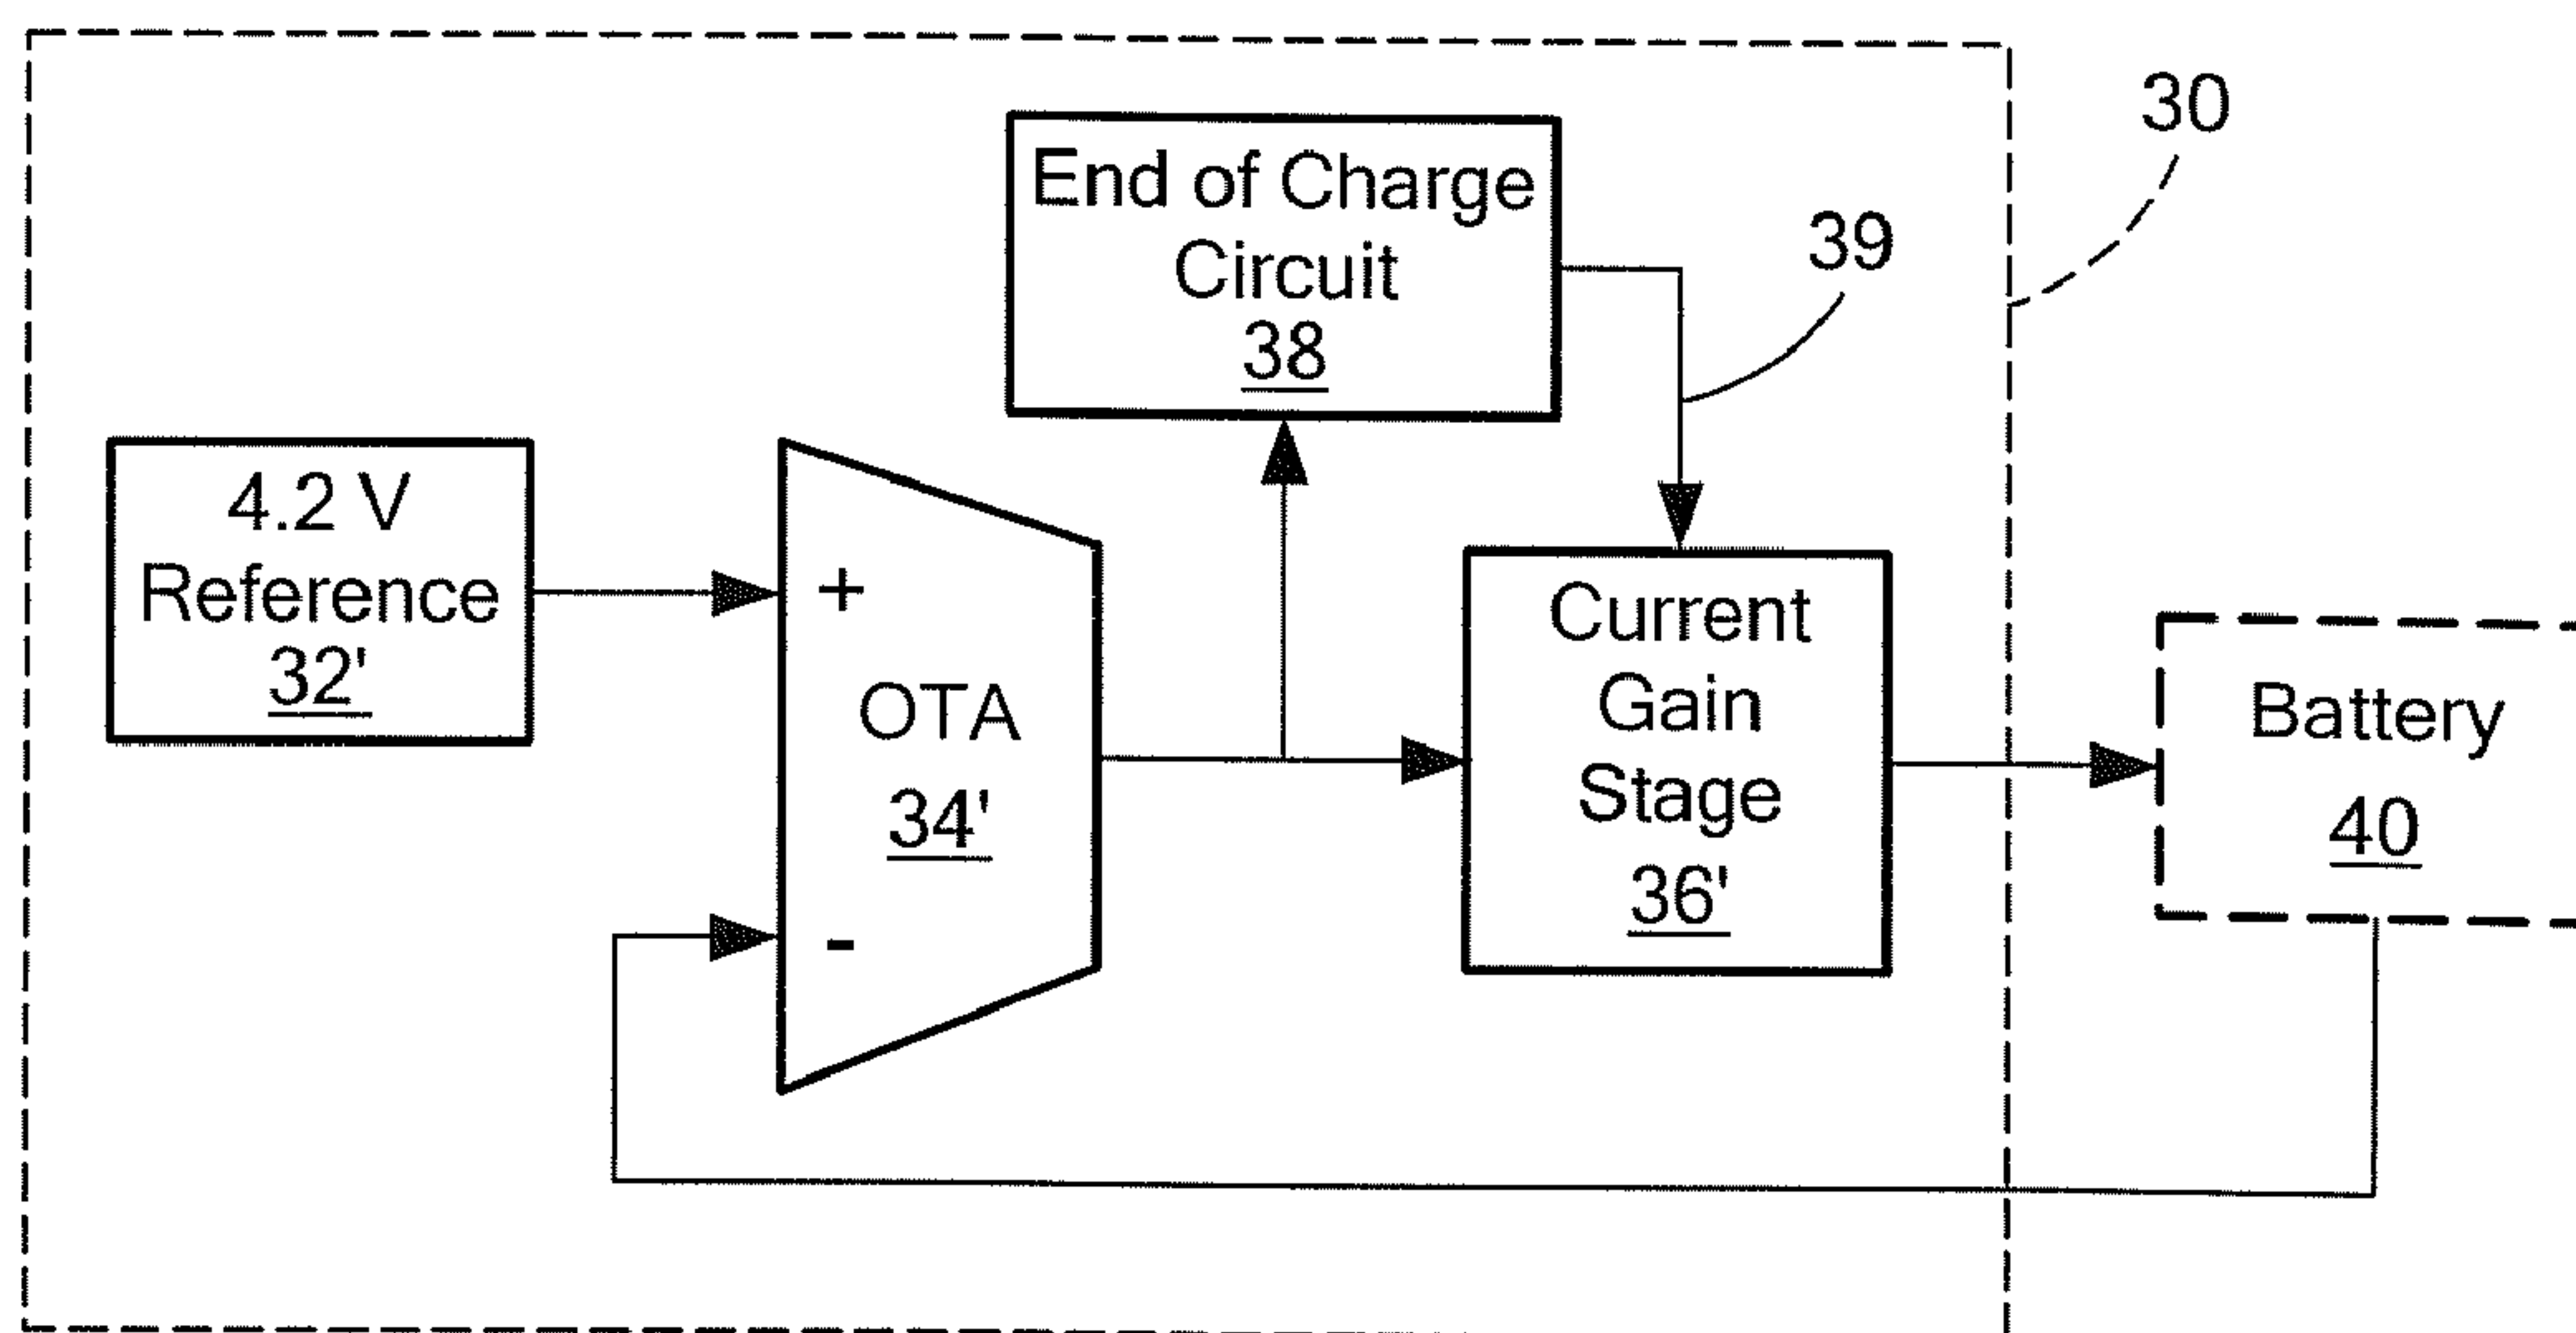 30
End of Charge
Circuit
38
39
4.2 V
Reference
32'
+
OTA
34'
-
Current
Gain
Stage
36'
Battery
40